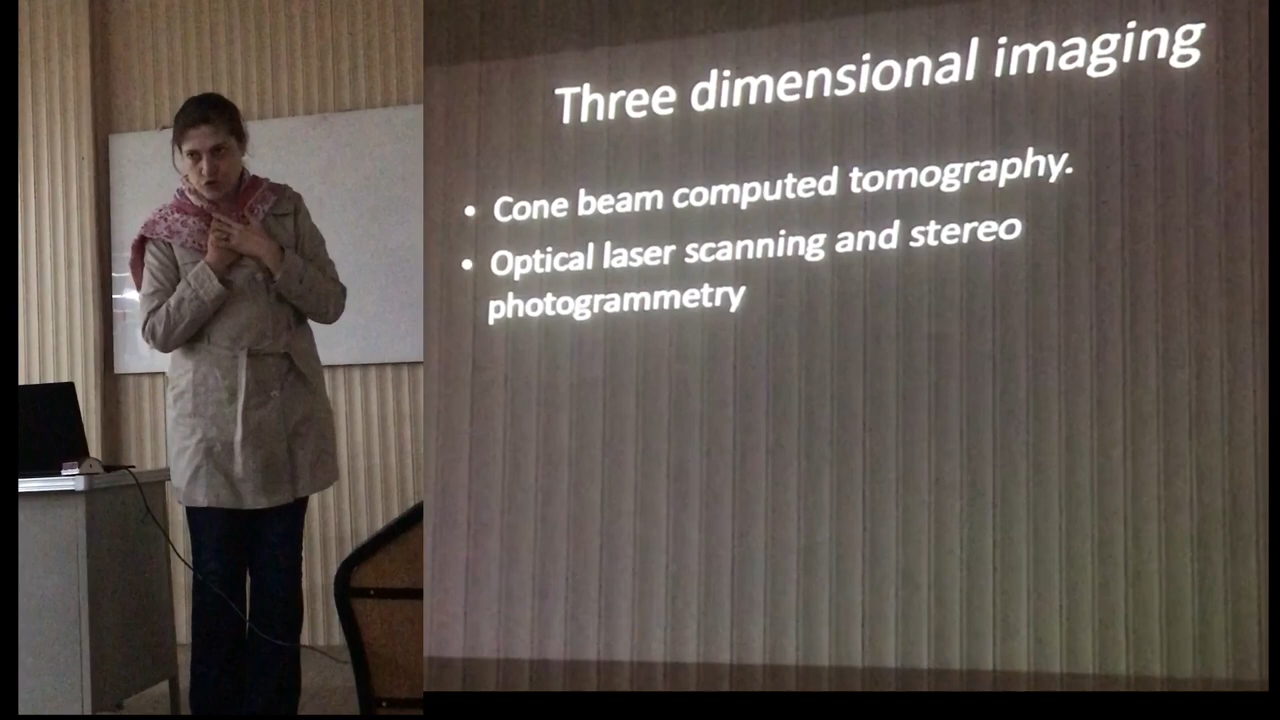 Three dimensional imaging
• Cone beam computed tomography.
• Optical laser scanning and stereo
photogrammetry